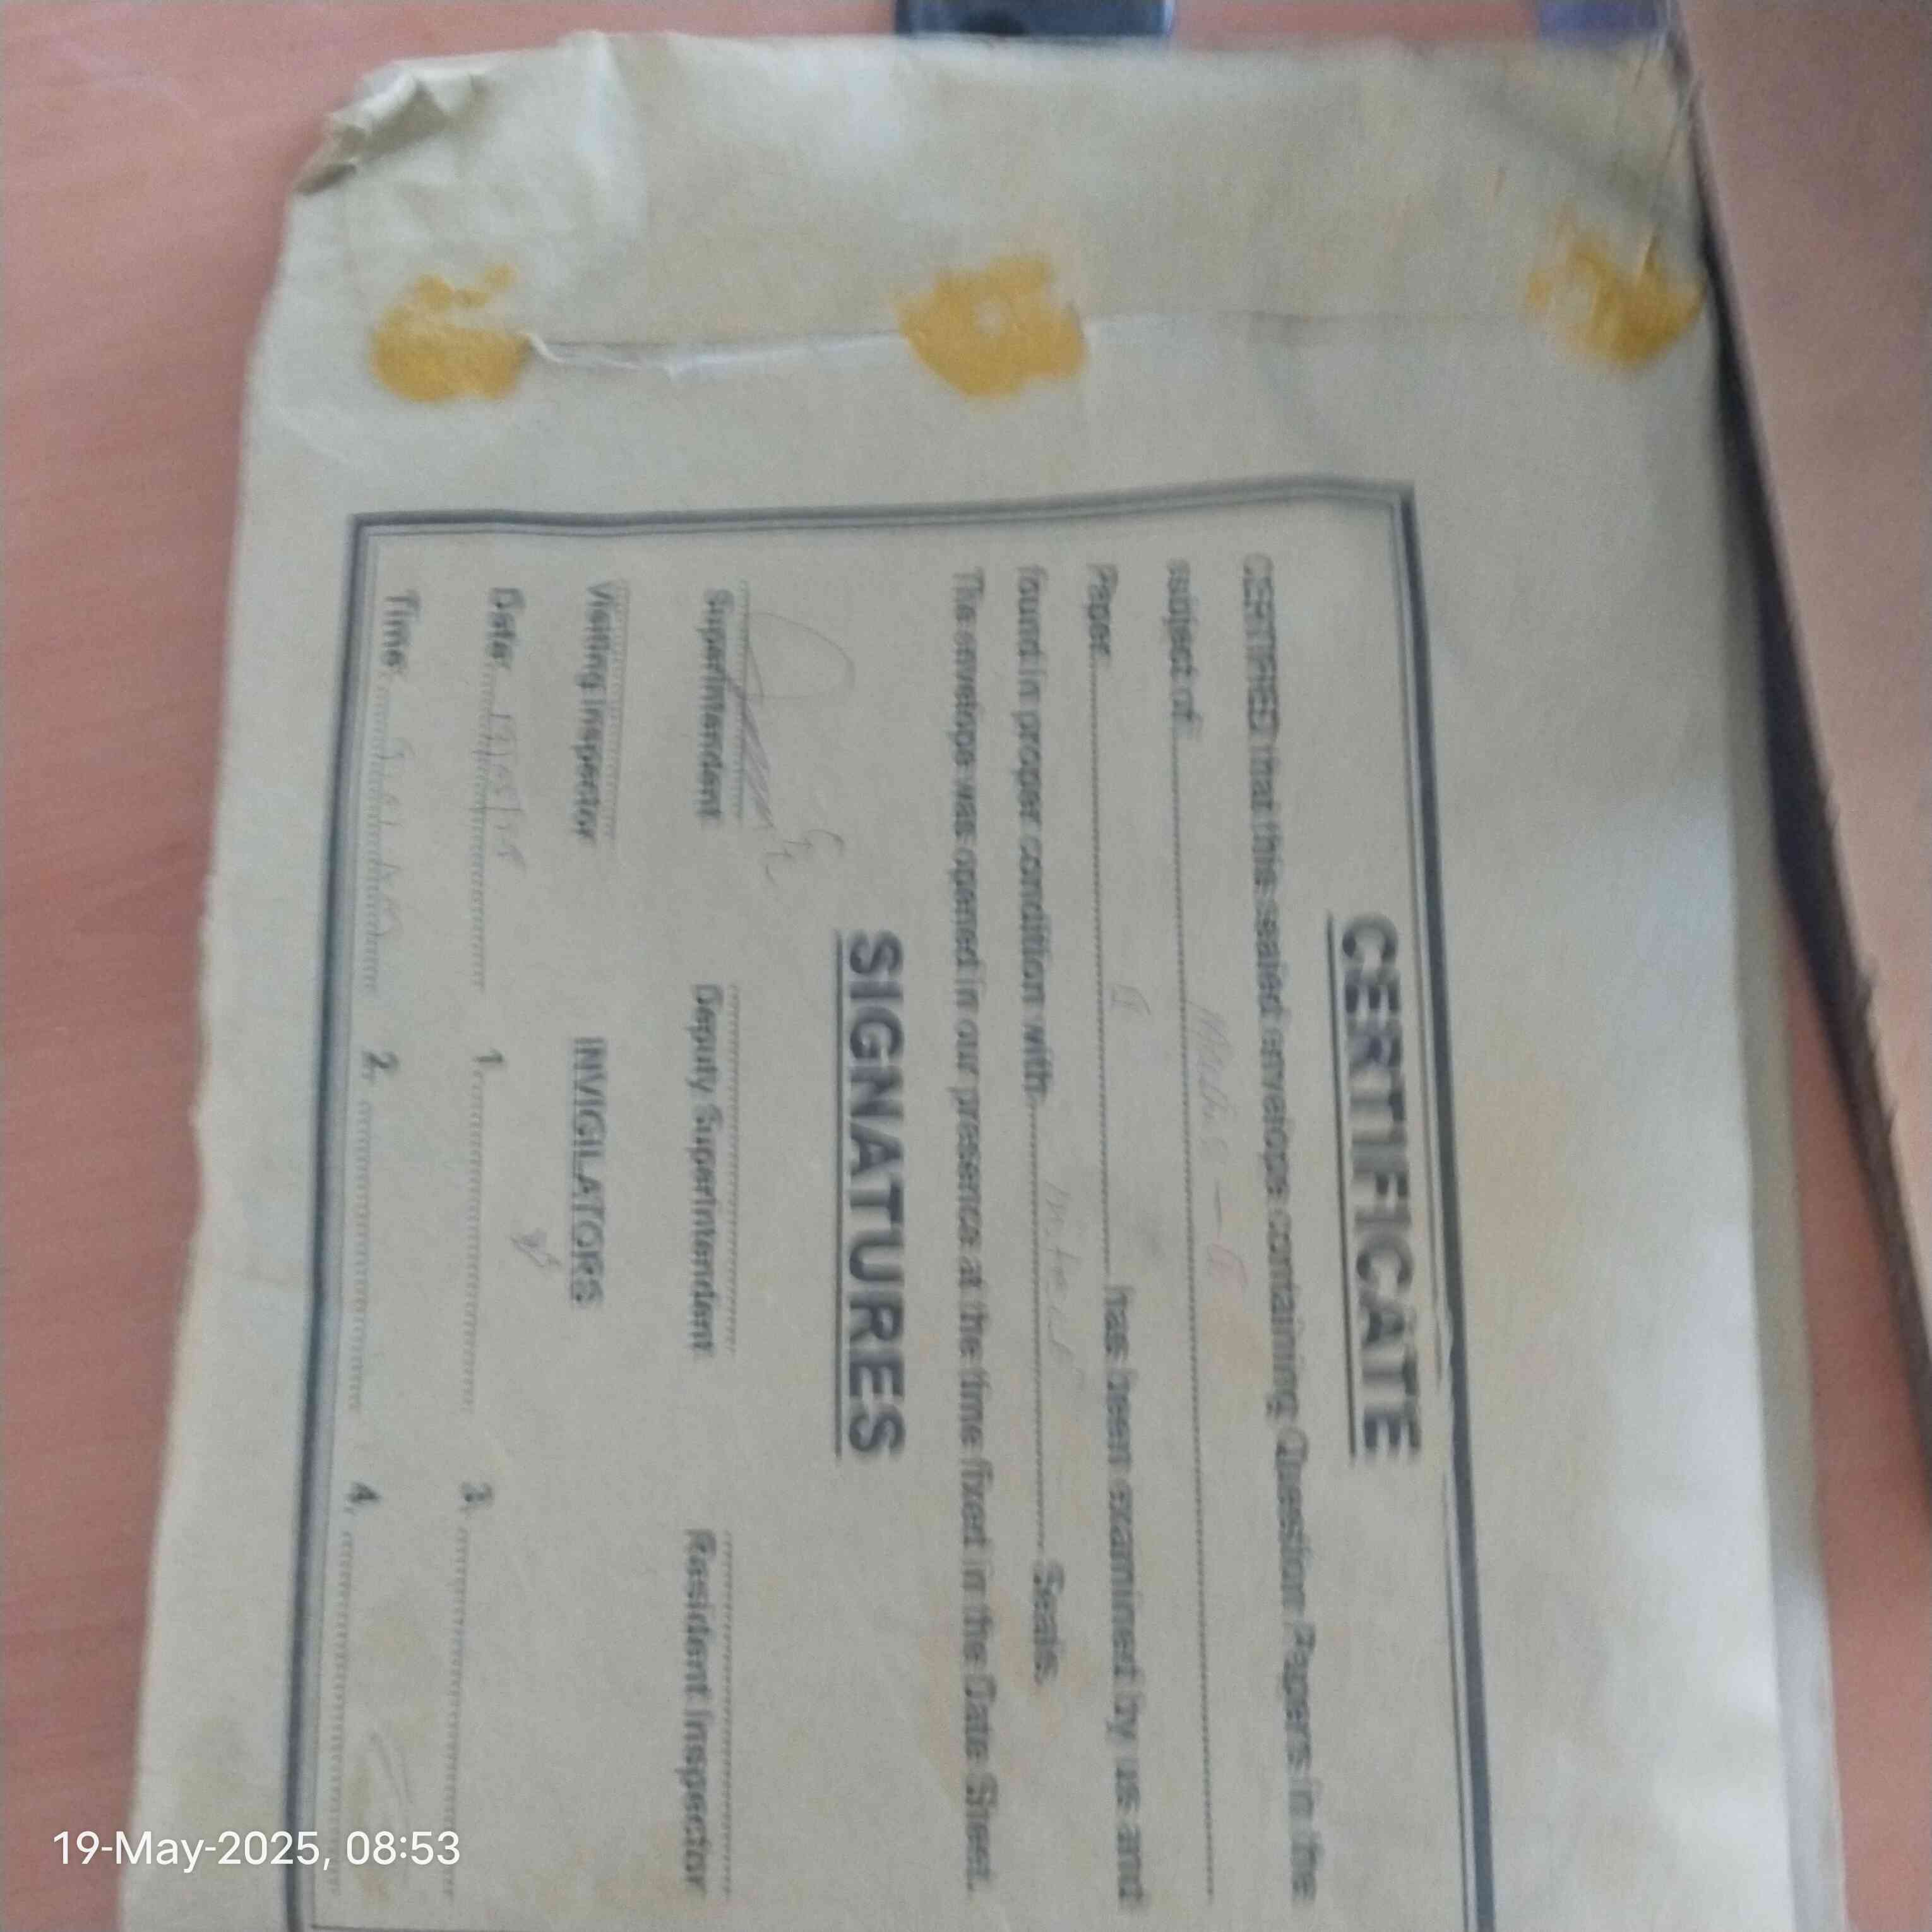 CERTIFICATE
CERTIFIED that this sealed envelope containing Question Papers in the
subject of Maths -
Paper has been examined by us and
found in proper condition with intact Seals.
The envelope was opened in our presence at the time fixed in the Date Sheet.
SIGNATURES
Superintendent Deputy Superintendent Resident Inspector
Visiting Inspector INVIGILATORS
Date 1. 3.
Time 2. 4.
19-May-2025, 08:53